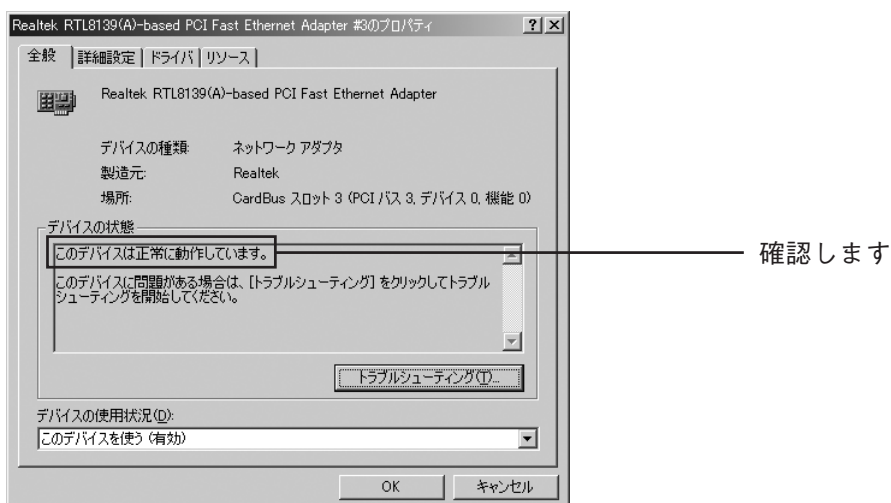 Realtek RTL8139(A)-based PCI Fast Ethernet Adapter #3のプロパティ
全般 詳細設定 ドライバ リソース
Realtek RTL8139(A)-based PCI Fast Ethernet Adapter
デバイスの種類: ネットワーク アダプタ
製造元: Realtek
場所: CardBus スロット 3 (PCI バス 3, デバイス 0, 機能 0)
デバイスの状態
このデバイスは正常に動作しています。
確認します
このデバイスに問題がある場合は、[トラブルシューティング] をクリックしてトラブル
シューティングを開始してください。
トラブルシューティング(T)...
デバイスの使用状況(D):
このデバイスを使う (有効)
OK キャンセル